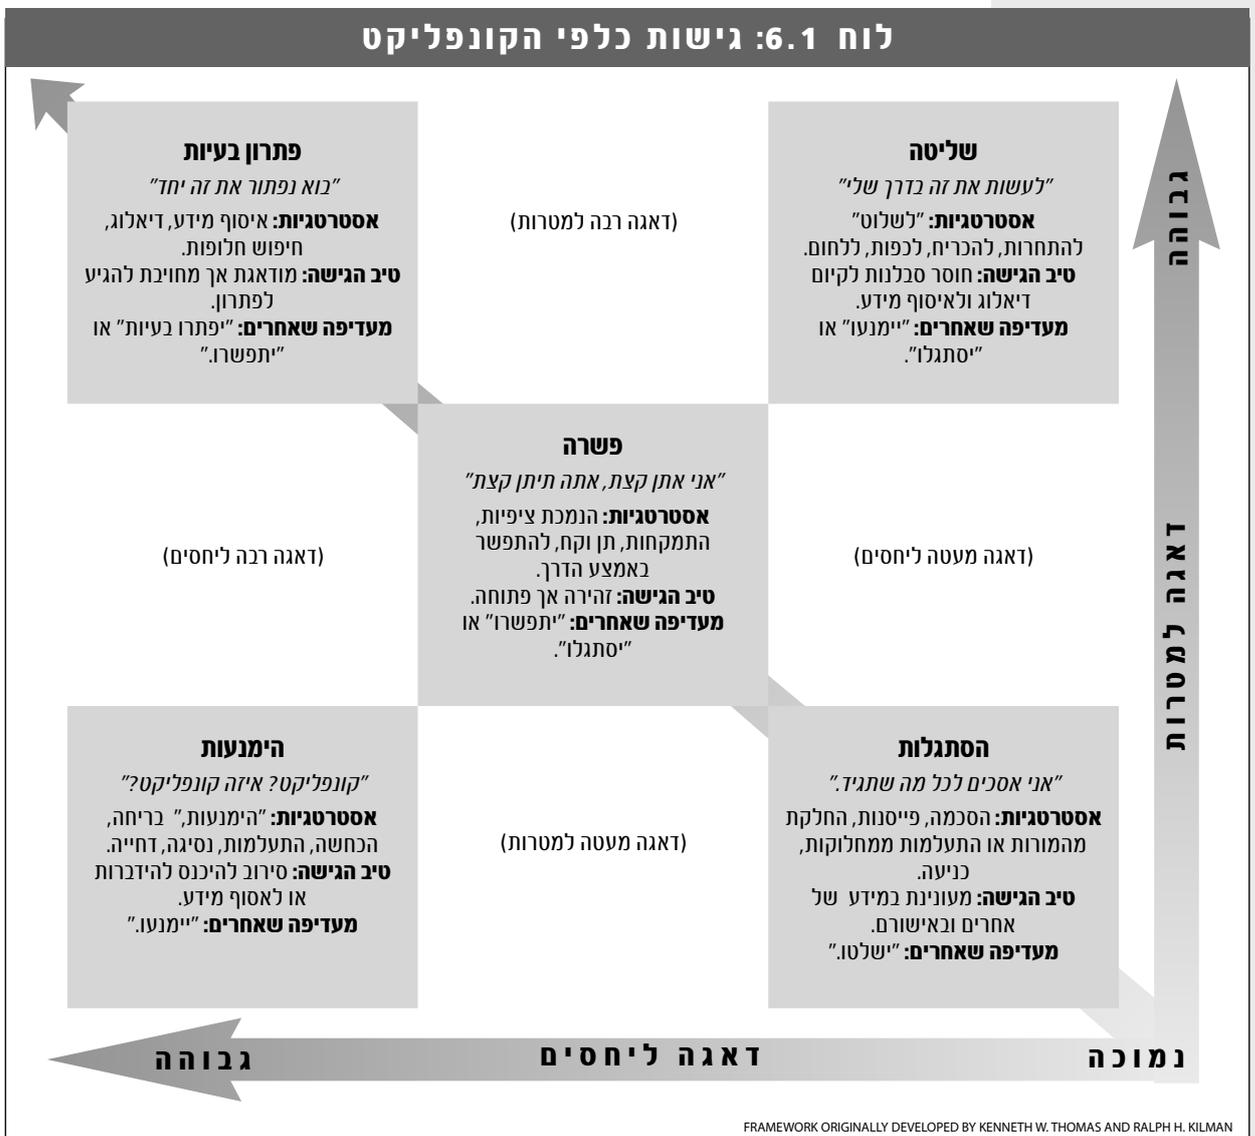 לוח 6.1: גישות כלפי הקונפליקט
גבוהה
דאגה למטרות
שליטה
"לעשות את זה בדרך שלי"
אסטרטגיות: "לשלוט"
להתחרות, להכריח, לכפות, ללחום.
טיב הגישה: חוסר סבלנות לקיום
דיאלוג ולאיסוף מידע.
מעדיפה שאחרים: "יימנעו" או
"יסתגלו".
(דאגה רבה למטרות)
פתרון בעיות
"בוא נפתור את זה יחד"
אסטרטגיות: איסוף מידע, דיאלוג,
חיפוש חלופות.
טיב הגישה: מודאגת אך מחויבת להגיע
לפתרון.
מעדיפה שאחרים: "יפתרו בעיות" או
"יתפשרו."
(דאגה מעטה ליחסים)
פשרה
"אני אתן קצת, אתה תיתן קצת"
אסטרטגיות: הנמכת ציפיות,
התמקחות, תן וקח, להתפשר
באמצע הדרך.
טיב הגישה: זהירה אך פתוחה.
מעדיפה שאחרים: "יתפשרו" או
"יסתגלו".
(דאגה רבה ליחסים)
הסתגלות
"אני אסכים לכל מה שתגיד."
אסטרטגיות: הסכמה, פייסנות, החלקת
מהמורות או התעלמות ממחלוקות,
כניעה.
טיב הגישה: מעונינת במידע של
אחרים ובאישורם.
מעדיפה שאחרים: "ישלטו."
(דאגה מעטה למטרות)
הימנעות
"קונפליקט? איזה קונפליקט?"
אסטרטגיות: "הימנעות," בריחה,
הכחשה, התעלמות, נסיגה, דחייה.
טיב הגישה: סירוב להיכנס להידברות
או לאסוף מידע.
מעדיפה שאחרים: "יימנעו."
נמוכה
דאגה ליחסים
גבוהה
FRAMEWORK ORIGINALLY DEVELOPED BY KENNETH W. THOMAS AND RALPH H. KILMAN